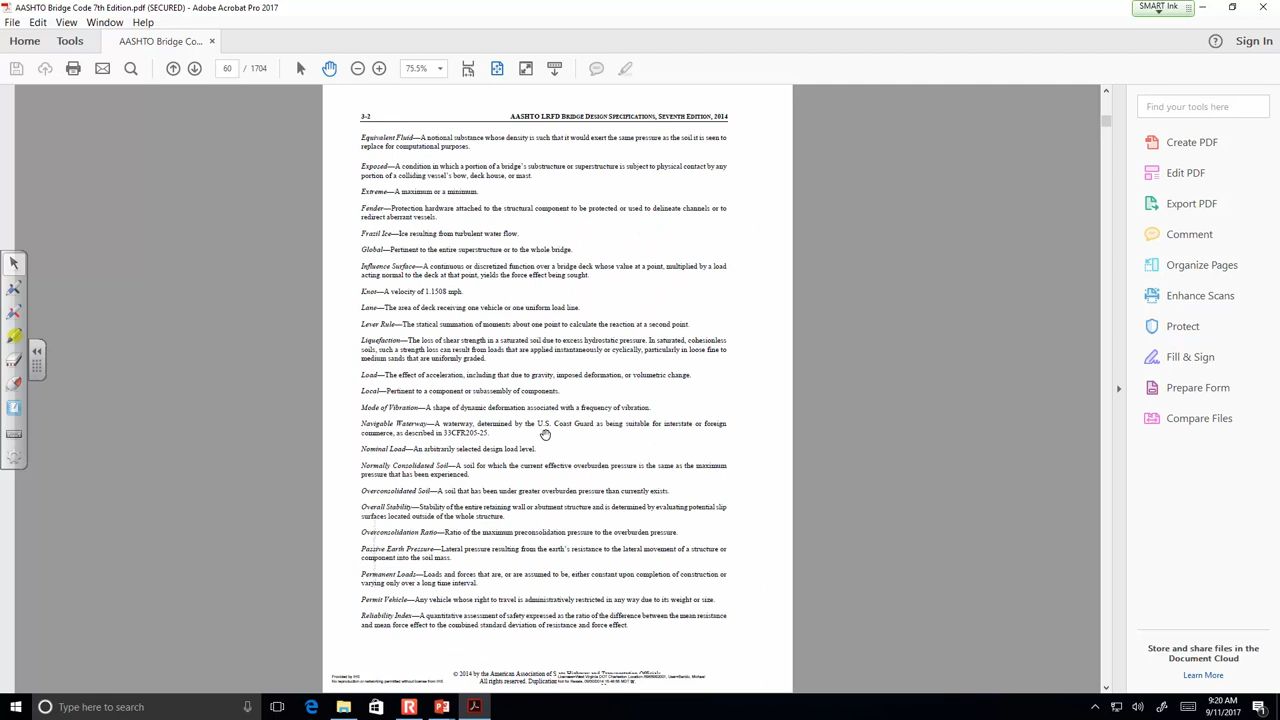 AASHTO Bridge Code 7th Edition.pdf (SECURED) - Adobe Acrobat Pro 2017
SMART Ink
File Edit View Window Help
Home Tools AASHTO Bridge Co... ×
Sign In
60 / 1704 75.5%
3-2 AASHTO LRFD BRIDGE DESIGN SPECIFICATIONS, SEVENTH EDITION, 2014
Equivalent Fluid—A notional substance whose density is such that it would exert the same pressure as the soil it is seen to
replace for computational purposes.
Exposed—A condition in which a portion of a bridge's substructure or superstructure is subject to physical contact by any
portion of a colliding vessel's bow, deck house, or mast.
Extreme—A maximum or a minimum.
Fender—Protection hardware attached to the structural component to be protected or used to delineate channels or to
redirect aberrant vessels.
Frazil Ice—Ice resulting from turbulent water flow.
Global—Pertinent to the entire superstructure or to the whole bridge.
Influence Surface—A continuous or discretized function over a bridge deck whose value at a point, multiplied by a load
acting normal to the deck at that point, yields the force effect being sought.
Knot—A velocity of 1.1508 mph.
Lane—The area of deck receiving one vehicle or one uniform load line.
Lever Rule—The statical summation of moments about one point to calculate the reaction at a second point.
Liquefaction—The loss of shear strength in a saturated soil due to excess hydrostatic pressure. In saturated, cohesionless
soils, such a strength loss can result from loads that are applied instantaneously or cyclically, particularly in loose fine to
medium sands that are uniformly graded.
Load—The effect of acceleration, including that due to gravity, imposed deformation, or volumetric change.
Local—Pertinent to a component or subassembly of components.
Mode of Vibration—A shape of dynamic deformation associated with a frequency of vibration.
Navigable Waterway—A waterway, determined by the U.S. Coast Guard as being suitable for interstate or foreign
commerce, as described in 33CFR205-25.
Nominal Load—An arbitrarily selected design load level.
Normally Consolidated Soil—A soil for which the current effective overburden pressure is the same as the maximum
pressure that has been experienced.
Overconsolidated Soil—A soil that has been under greater overburden pressure than currently exists.
Overall Stability—Stability of the entire retaining wall or abutment structure and is determined by evaluating potential slip
surfaces located outside of the whole structure.
Overconsolidation Ratio—Ratio of the maximum preconsolidation pressure to the overburden pressure.
Passive Earth Pressure—Lateral pressure resulting from the earth's resistance to the lateral movement of a structure or
component into the soil mass.
Permanent Loads—Loads and forces that are, or are assumed to be, either constant upon completion of construction or
varying only over a long time interval.
Permit Vehicle—Any vehicle whose right to travel is administratively restricted in any way due to its weight or size.
Reliability Index—A quantitative assessment of safety expressed as the ratio of the difference between the mean resistance
and mean force effect to the combined standard deviation of resistance and force effect.
© 2014 by the American Association of
All rights reserved. Duplication
Provided by IHS
No reproduction or networking permitted without license from IHS
Find your tools here
Create PDF
Edit PDF
Export PDF
Comment
Organize Pages
Enhance Scans
Protect
Fill & Sign
Prepare Form
Compare Files
Store and share files in the
Document Cloud
Learn More
Type here to search
9:20 AM
9/11/2017